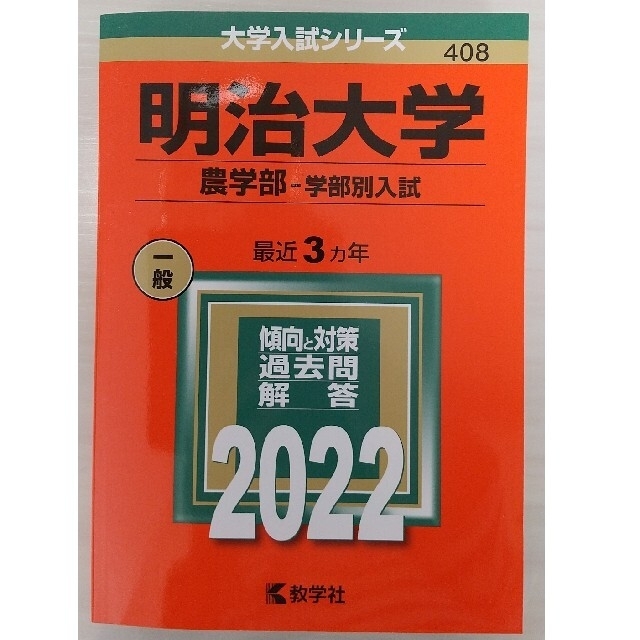 大学入試シリーズ
408
明治大学
農学部-学部別入試
最近3カ年
一般
傾向と対策
過去問
解答
2022
教学社